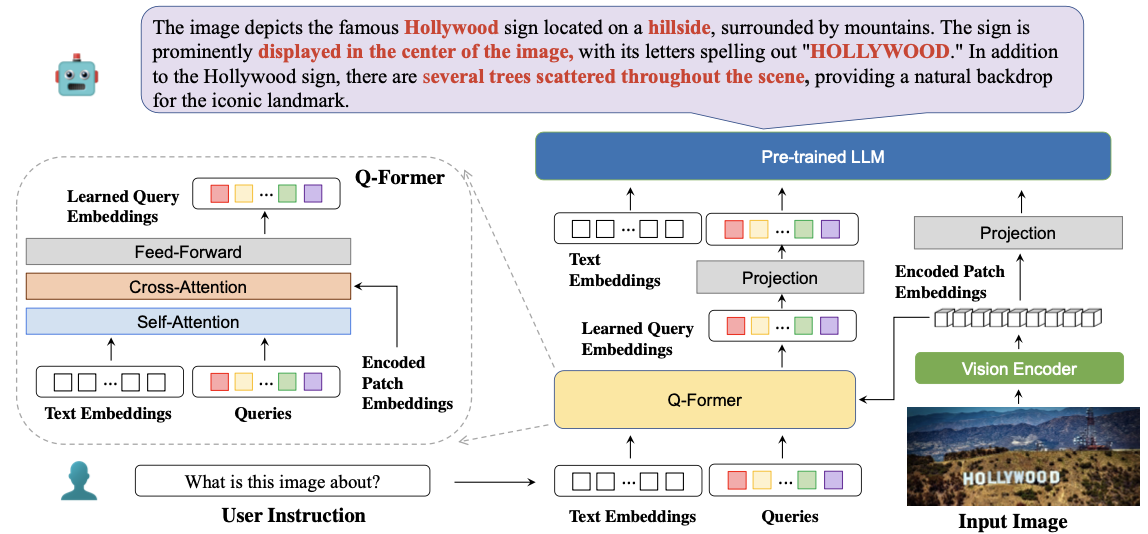 The image depicts the famous Hollywood sign located on a hillside, surrounded by mountains. The sign is
prominently displayed in the center of the image, with its letters spelling out "HOLLYWOOD." In addition
to the Hollywood sign, there are several trees scattered throughout the scene, providing a natural backdrop
for the iconic landmark.
Pre-trained LLM
Q-Former
Learned Query
Embeddings
...
Feed-Forward
Cross-Attention
Self-Attention
...
...
Text Embeddings
Queries
Encoded
Patch
Embeddings
...
...
Text
Embeddings
Projection
Projection
Encoded Patch
Embeddings
Learned Query
Embeddings
...
Q-Former
Vision Encoder
HOLLYWOOD
What is this image about?
User Instruction
...
...
Text Embeddings
Queries
Input Image